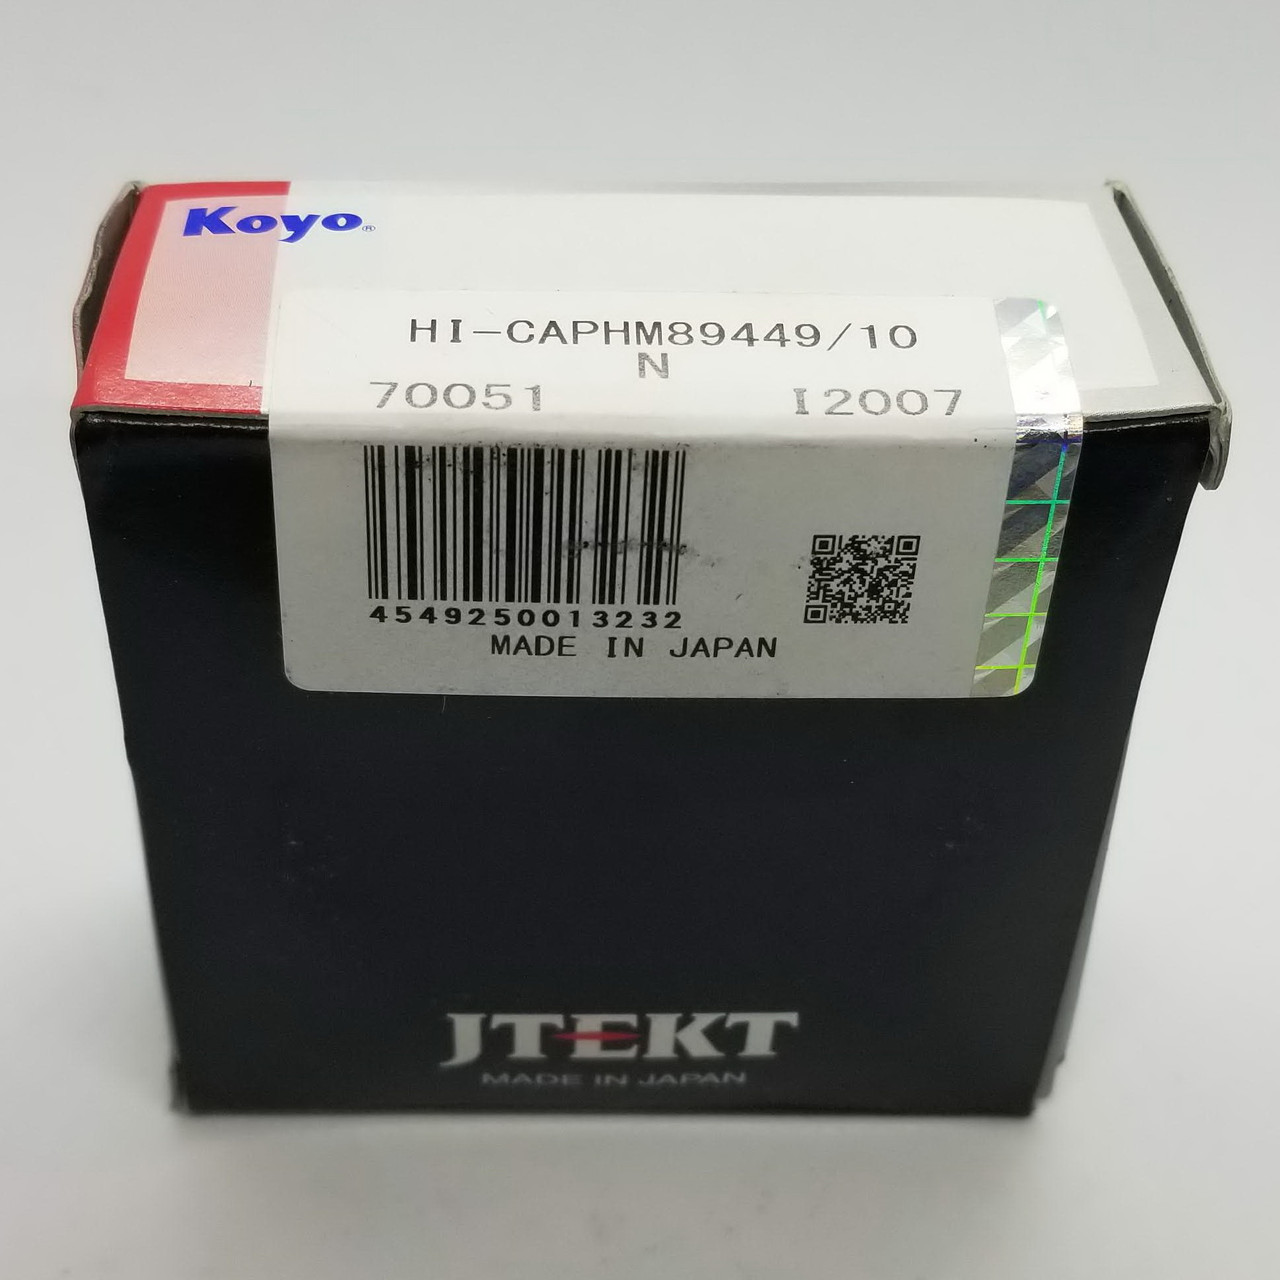 Koyo®
HI-CAPHM89449/10
N
70051 I2007
4549250013232
MADE IN JAPAN
JTEKT
MADE IN JAPAN